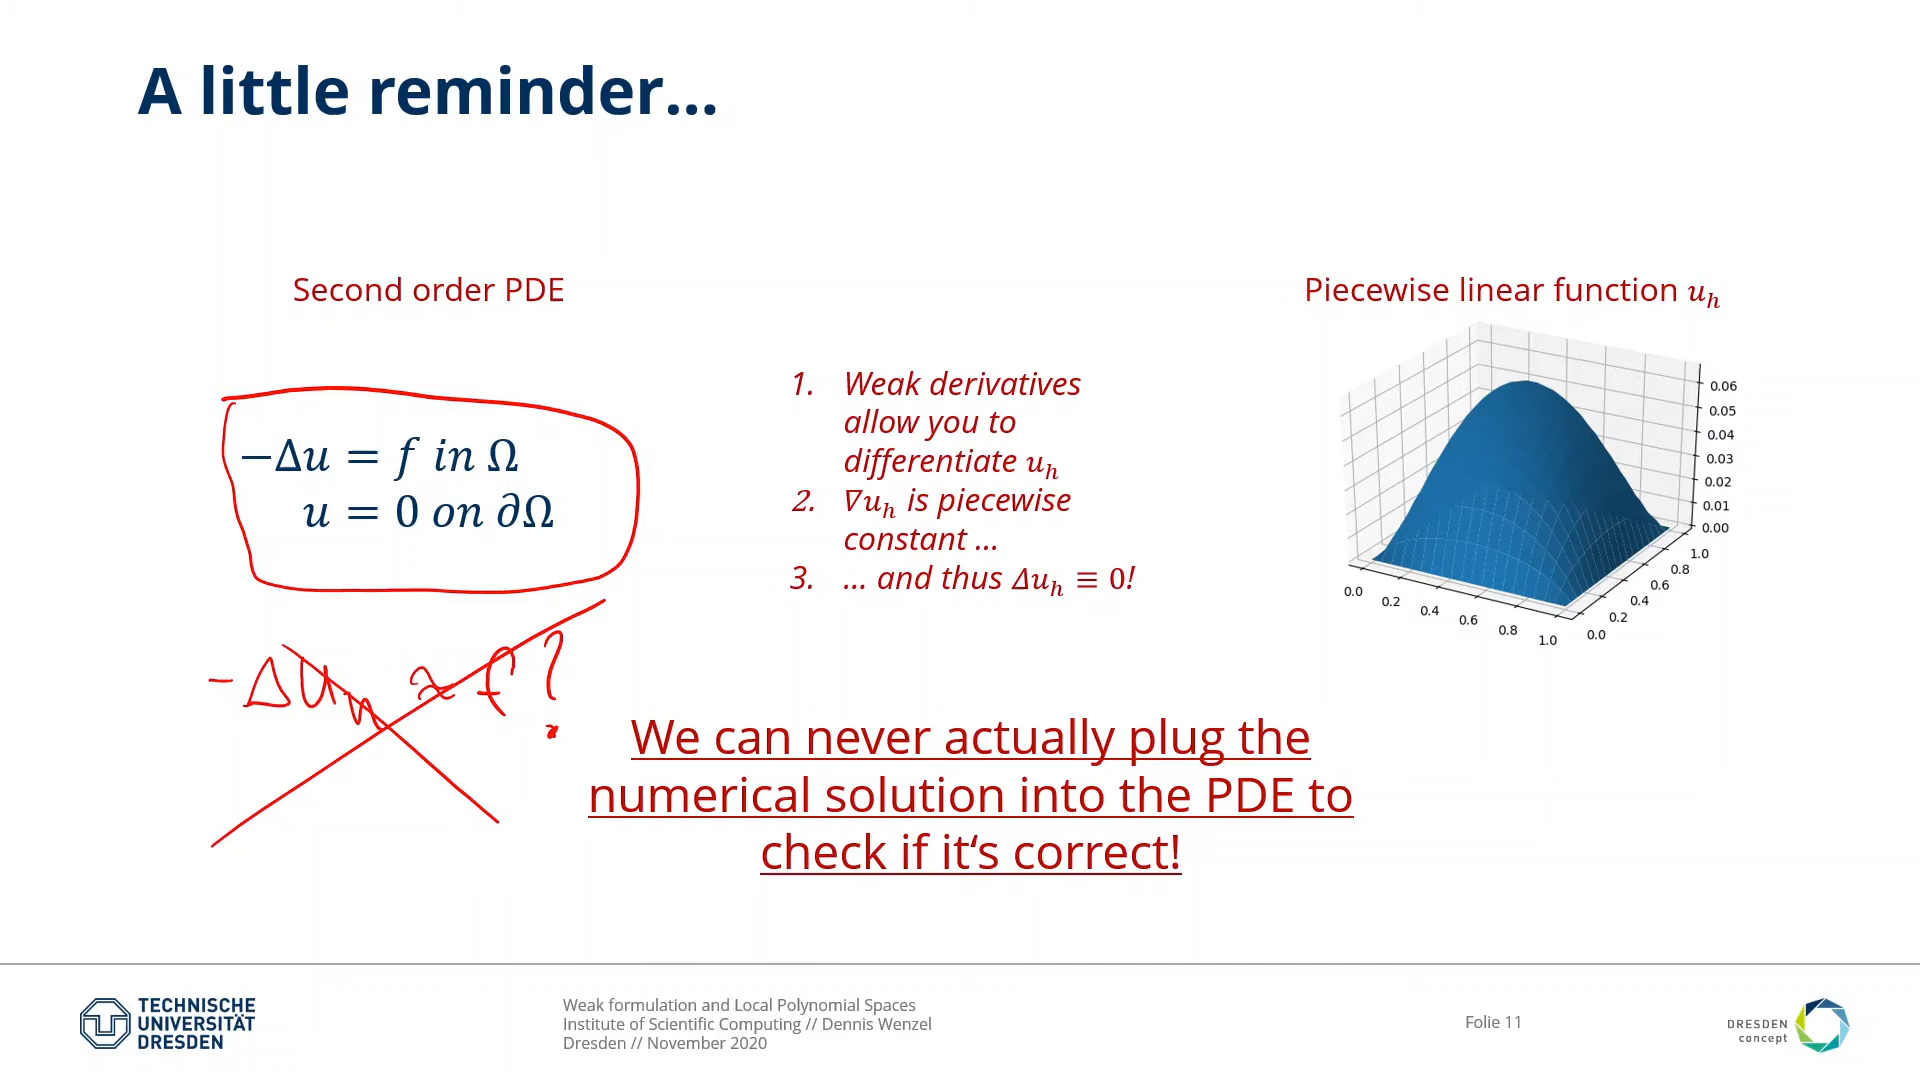 A little reminder...
Second order PDE
−Δu = f in Ω
u = 0 on ∂Ω
-ΔUh ≈ f?
1. Weak derivatives
allow you to
differentiate uₕ
2. ∇uₕ is piecewise
constant ...
3. ... and thus Δuₕ ≡ 0!
Piecewise linear function uₕ
0.06
0.05
0.04
0.03
0.02
0.01
0.00
0.0 0.2 0.4 0.6 0.8 1.0
0.0 0.2 0.4 0.6 0.8 1.0
We can never actually plug the
numerical solution into the PDE to
check if it‘s correct!
TECHNISCHE
UNIVERSITÄT
DRESDEN
Weak formulation and Local Polynomial Spaces
Institute of Scientific Computing // Dennis Wenzel
Dresden // November 2020
Folie 11
DRESDEN
concept